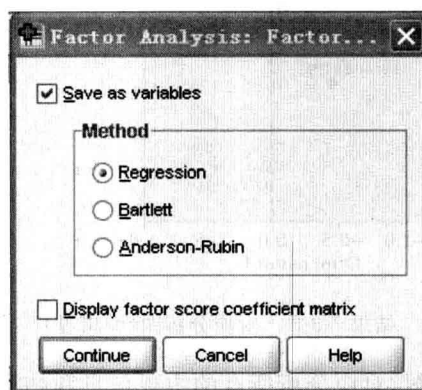 Factor Analysis: Factor...
Save as variables
Method
Regression
Bartlett
Anderson-Rubin
Display factor score coefficient matrix
Continue
Cancel
Help